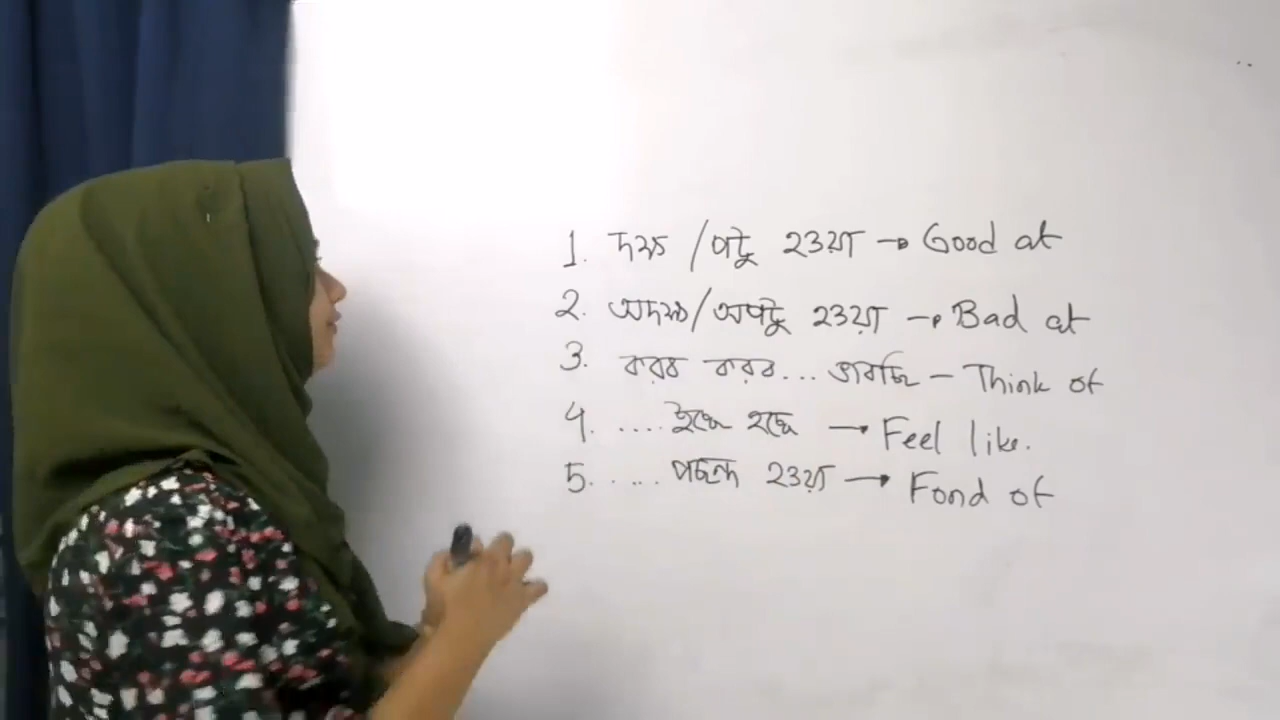 1. দক্ষ / পটু হওয়া → Good at
2. অদক্ষ / অপটু হওয়া → Bad at
3. করব করব... ভাবছি – Think of
4. .... ইচ্ছে হচ্ছে → Feel like.
5. ..... পছন্দ হওয়া → Fond of